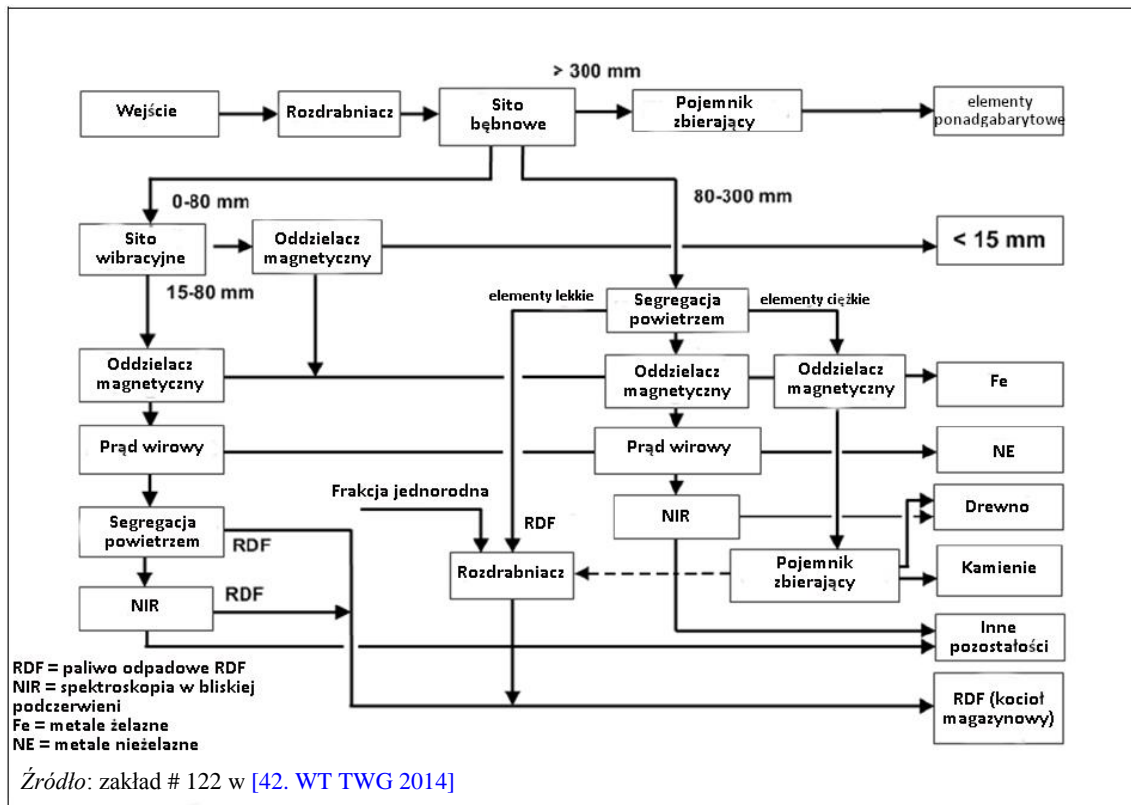 > 300 mm
Wejście
Rozdrabniacz
Sito
bębnowe
Pojemnik
zbierający
elementy
ponadgabarytowe
0-80 mm
80-300 mm
Sito
wibracyjne
Oddzielacz
magnetyczny
< 15 mm
15-80 mm
elementy lekkie
Segregacja
powietrzem
elementy ciężkie
Oddzielacz
magnetyczny
Oddzielacz
magnetyczny
Oddzielacz
magnetyczny
Fe
Prąd wirowy
Prąd wirowy
NE
Frakcja jednorodna
Segregacja
powietrzem
RDF
RDF
NIR
Drewno
Rozdrabniacz
Pojemnik
zbierający
Kamienie
NIR
RDF
Inne
pozostałości
RDF = paliwo odpadowe RDF
NIR = spektroskopia w bliskiej
podczerwieni
Fe = metale żelazne
NE = metale nieżelazne
RDF (kocioł
magazynowy)
Źródło: zakład # 122 w [42. WT TWG 2014]